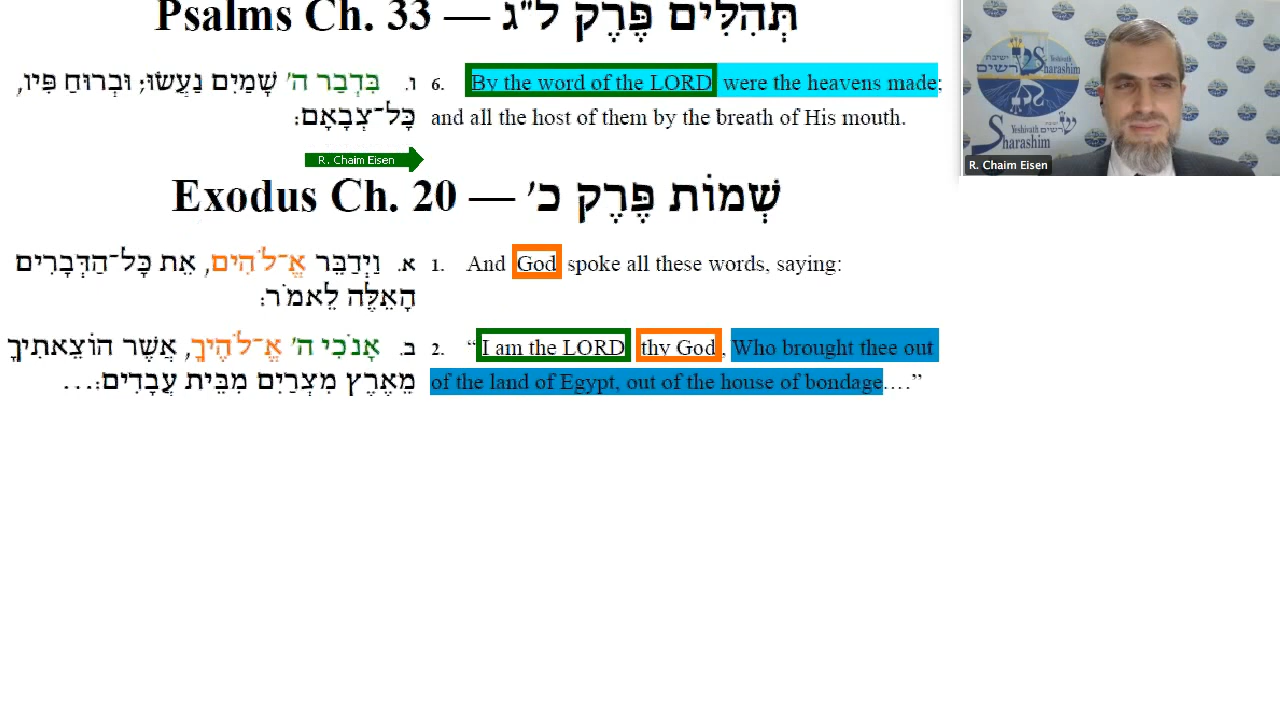 Psalms Ch. 33 — תְּהִלִּים פֶּרֶק ל"ג
ו. בִּדְבַר ה' שָׁמַיִם נַעֲשׂוּ; וּבְרוּחַ פִּיו,
כָּל־צְבָאָם:
6. By the word of the LORD were the heavens made;
and all the host of them by the breath of His mouth.
R. Chaim Eisen
Exodus Ch. 20 — שְׁמוֹת פֶּרֶק כ'
א. וַיְדַבֵּר אֱ־לֹהִים, אֵת כָּל־הַדְּבָרִים
הָאֵלֶּה לֵאמֹר:
1. And God spoke all these words, saying:
ב. אָנֹכִי ה' אֱ־לֹהֶיךָ, אֲשֶׁר הוֹצֵאתִיךָ
מֵאֶרֶץ מִצְרַיִם מִבֵּית עֲבָדִים:...
2. “I am the LORD thy God, Who brought thee out
of the land of Egypt, out of the house of bondage....”
ישיבת
Sharashim
שרשים
Yeshivath
Sharashim
R. Chaim Eisen